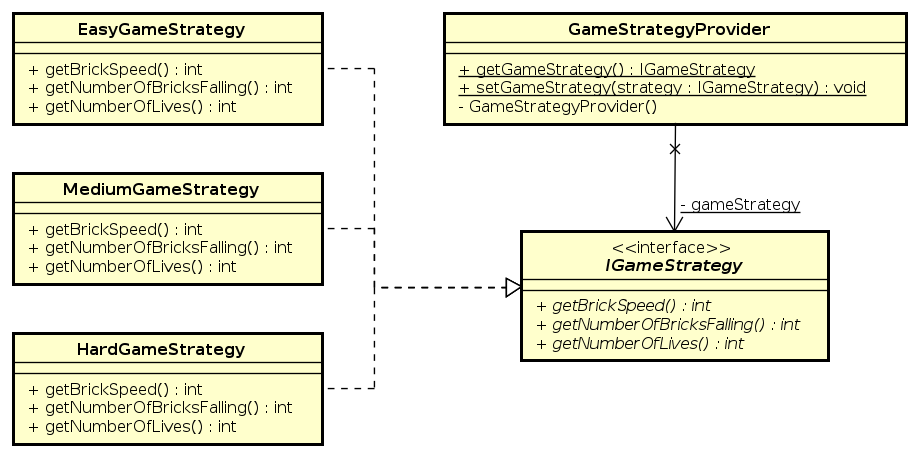 EasyGameStrategy
+ getBrickSpeed() : int
+ getNumberOfBricksFalling() : int
+ getNumberOfLives() : int
GameStrategyProvider
+ getGameStrategy() : IGameStrategy
+ setGameStrategy(strategy : IGameStrategy) : void
- GameStrategyProvider()
MediumGameStrategy
+ getBrickSpeed() : int
+ getNumberOfBricksFalling() : int
+ getNumberOfLives() : int
- gameStrategy
<<interface>>
IGameStrategy
+ getBrickSpeed() : int
+ getNumberOfBricksFalling() : int
+ getNumberOfLives() : int
HardGameStrategy
+ getBrickSpeed() : int
+ getNumberOfBricksFalling() : int
+ getNumberOfLives() : int